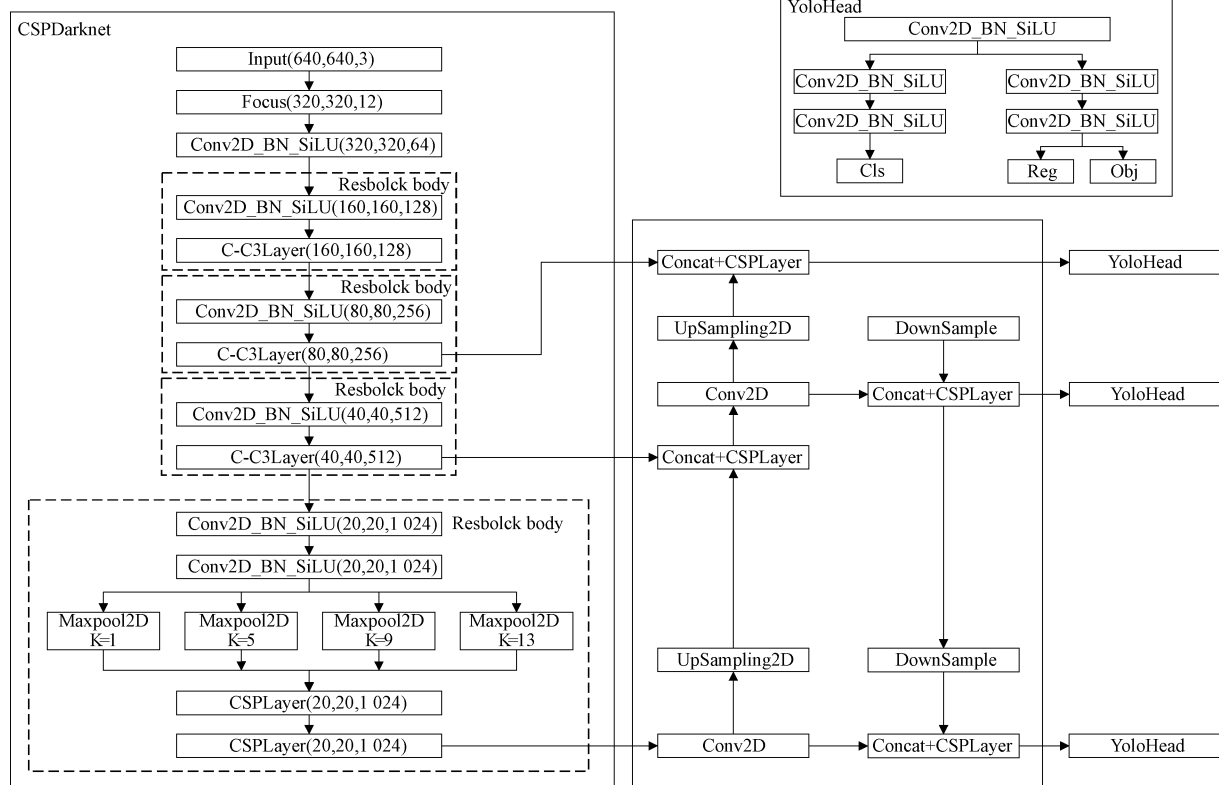 CSPDarknet
Input(640,640,3)
Focus(320,320,12)
Conv2D_BN_SiLU(320,320,64)
Resbolck body
Conv2D_BN_SiLU(160,160,128)
C-C3Layer(160,160,128)
Resbolck body
Conv2D_BN_SiLU(80,80,256)
C-C3Layer(80,80,256)
Resbolck body
Conv2D_BN_SiLU(40,40,512)
C-C3Layer(40,40,512)
Conv2D_BN_SiLU(20,20,1 024)
Resbolck body
Conv2D_BN_SiLU(20,20,1 024)
Maxpool2D
K=1
Maxpool2D
K=5
Maxpool2D
K=9
Maxpool2D
K=13
CSPLayer(20,20,1 024)
CSPLayer(20,20,1 024)
YoloHead
Conv2D_BN_SiLU
Conv2D_BN_SiLU
Conv2D_BN_SiLU
Conv2D_BN_SiLU
Conv2D_BN_SiLU
Cls
Reg
Obj
Concat+CSPLayer
YoloHead
UpSampling2D
DownSample
Conv2D
Concat+CSPLayer
YoloHead
Concat+CSPLayer
UpSampling2D
DownSample
Conv2D
Concat+CSPLayer
YoloHead